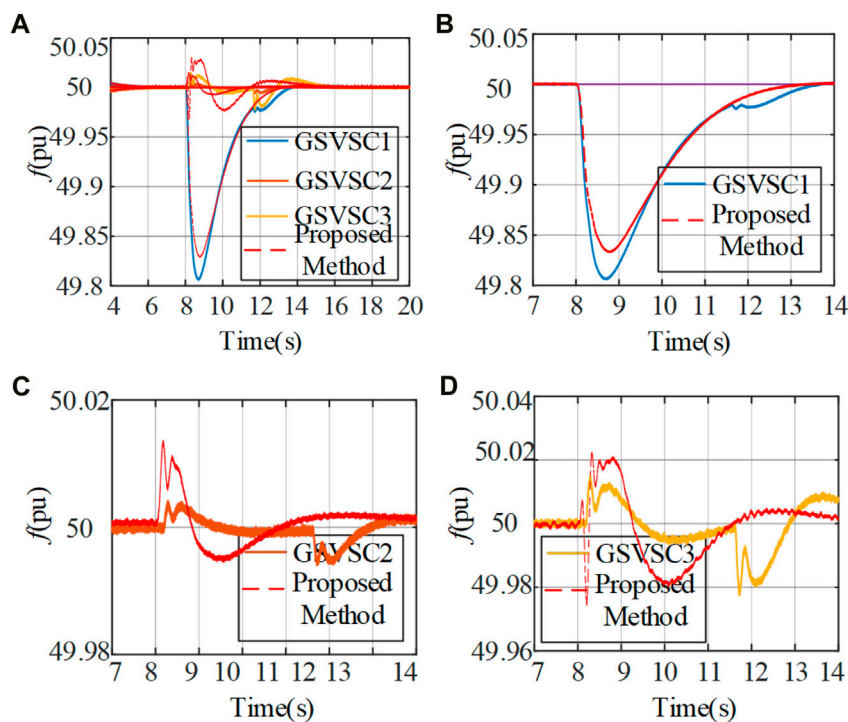 A
50.05
50
49.95
49.9
49.85
49.8
f(pu)
GSVSC1
GSVSC2
GSVSC3
Proposed
Method
4 6 8 10 12 14 16 18 20
Time(s)
B
50.05
50
49.95
49.9
49.85
49.8
f(pu)
GSVSC1
Proposed
Method
7 8 9 10 11 12 13 14
Time(s)
C
50.02
50
49.98
f(pu)
GSVSC2
Proposed
Method
7 8 9 10 11 12 13 14
Time(s)
D
50.04
50.02
50
49.98
49.96
f(pu)
GSVSC3
Proposed
Method
7 8 9 10 11 12 13 14
Time(s)